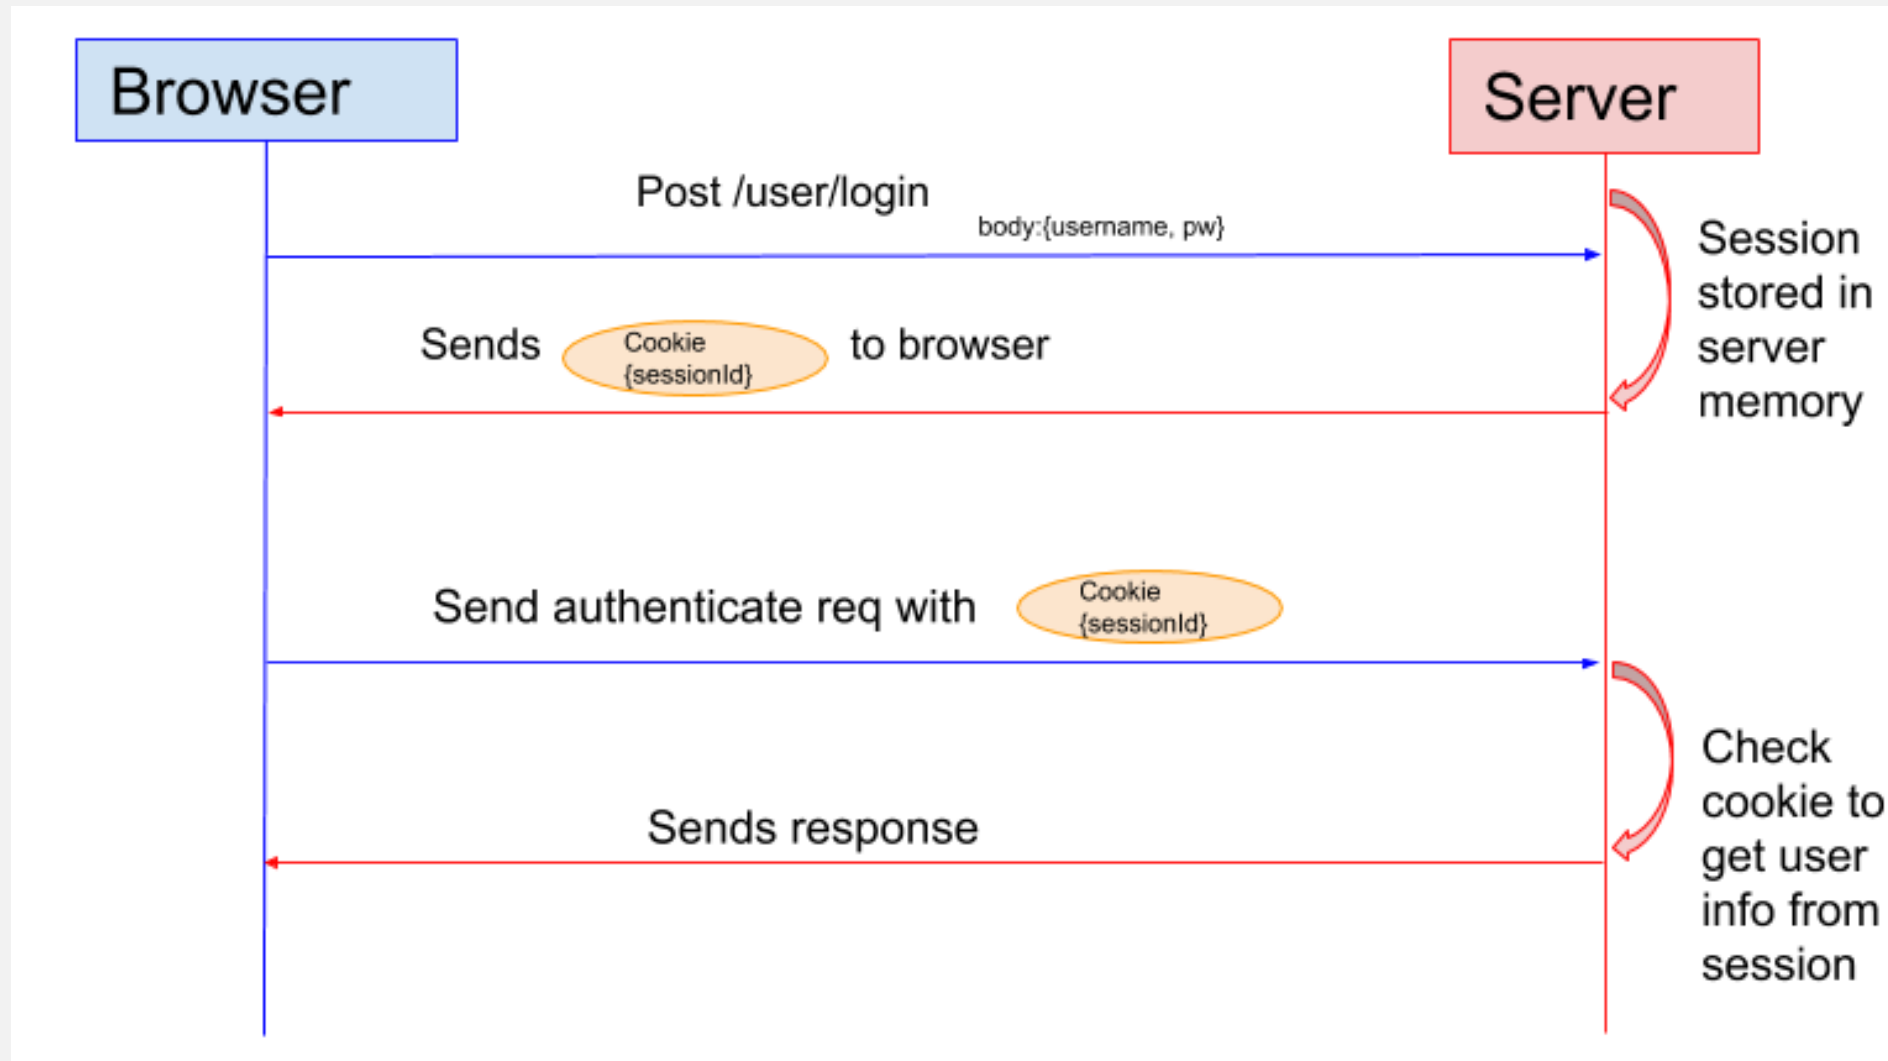 Browser
Server
Post /user/login
body:{username, pw}
Session
stored in
server
memory
Sends
Cookie
{sessionId}
to browser
Send authenticate req with
Cookie
{sessionId}
Check
cookie to
get user
info from
session
Sends response